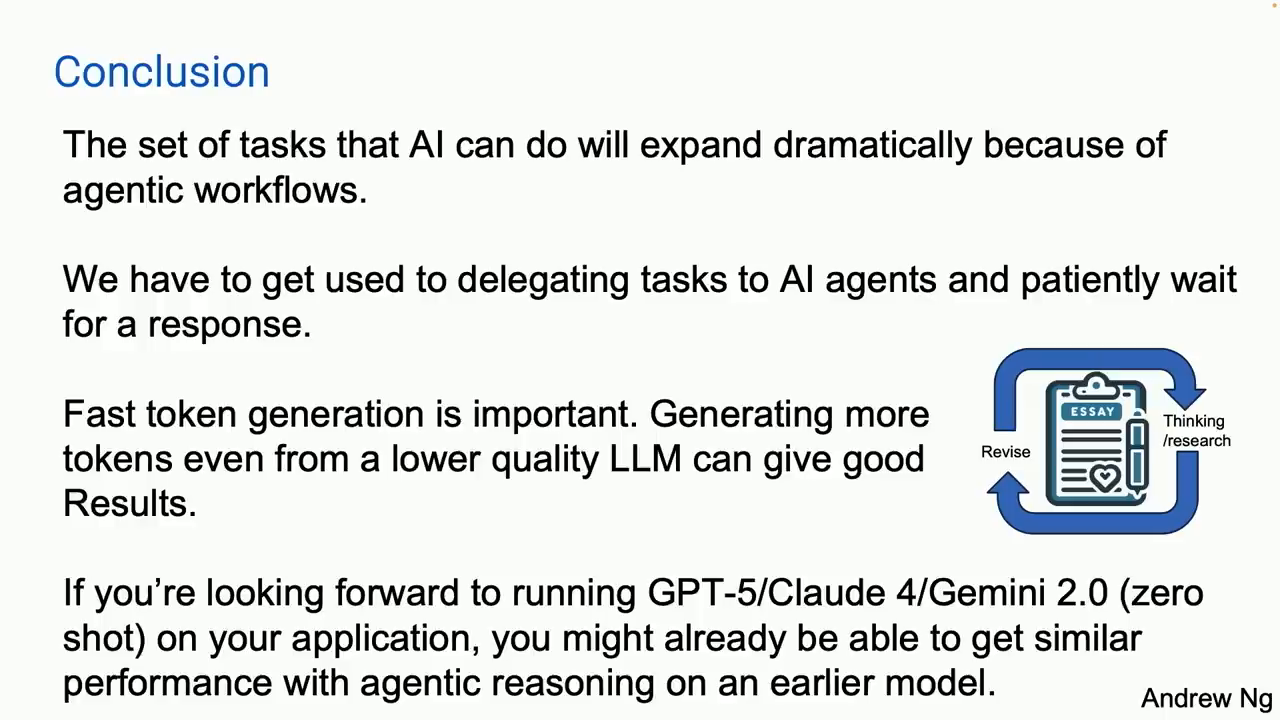 Conclusion
The set of tasks that AI can do will expand dramatically because of
agentic workflows.
We have to get used to delegating tasks to AI agents and patiently wait
for a response.
Fast token generation is important. Generating more
tokens even from a lower quality LLM can give good
Results.
ESSAY
Thinking
/research
Revise
If you’re looking forward to running GPT-5/Claude 4/Gemini 2.0 (zero
shot) on your application, you might already be able to get similar
performance with agentic reasoning on an earlier model.
Andrew Ng